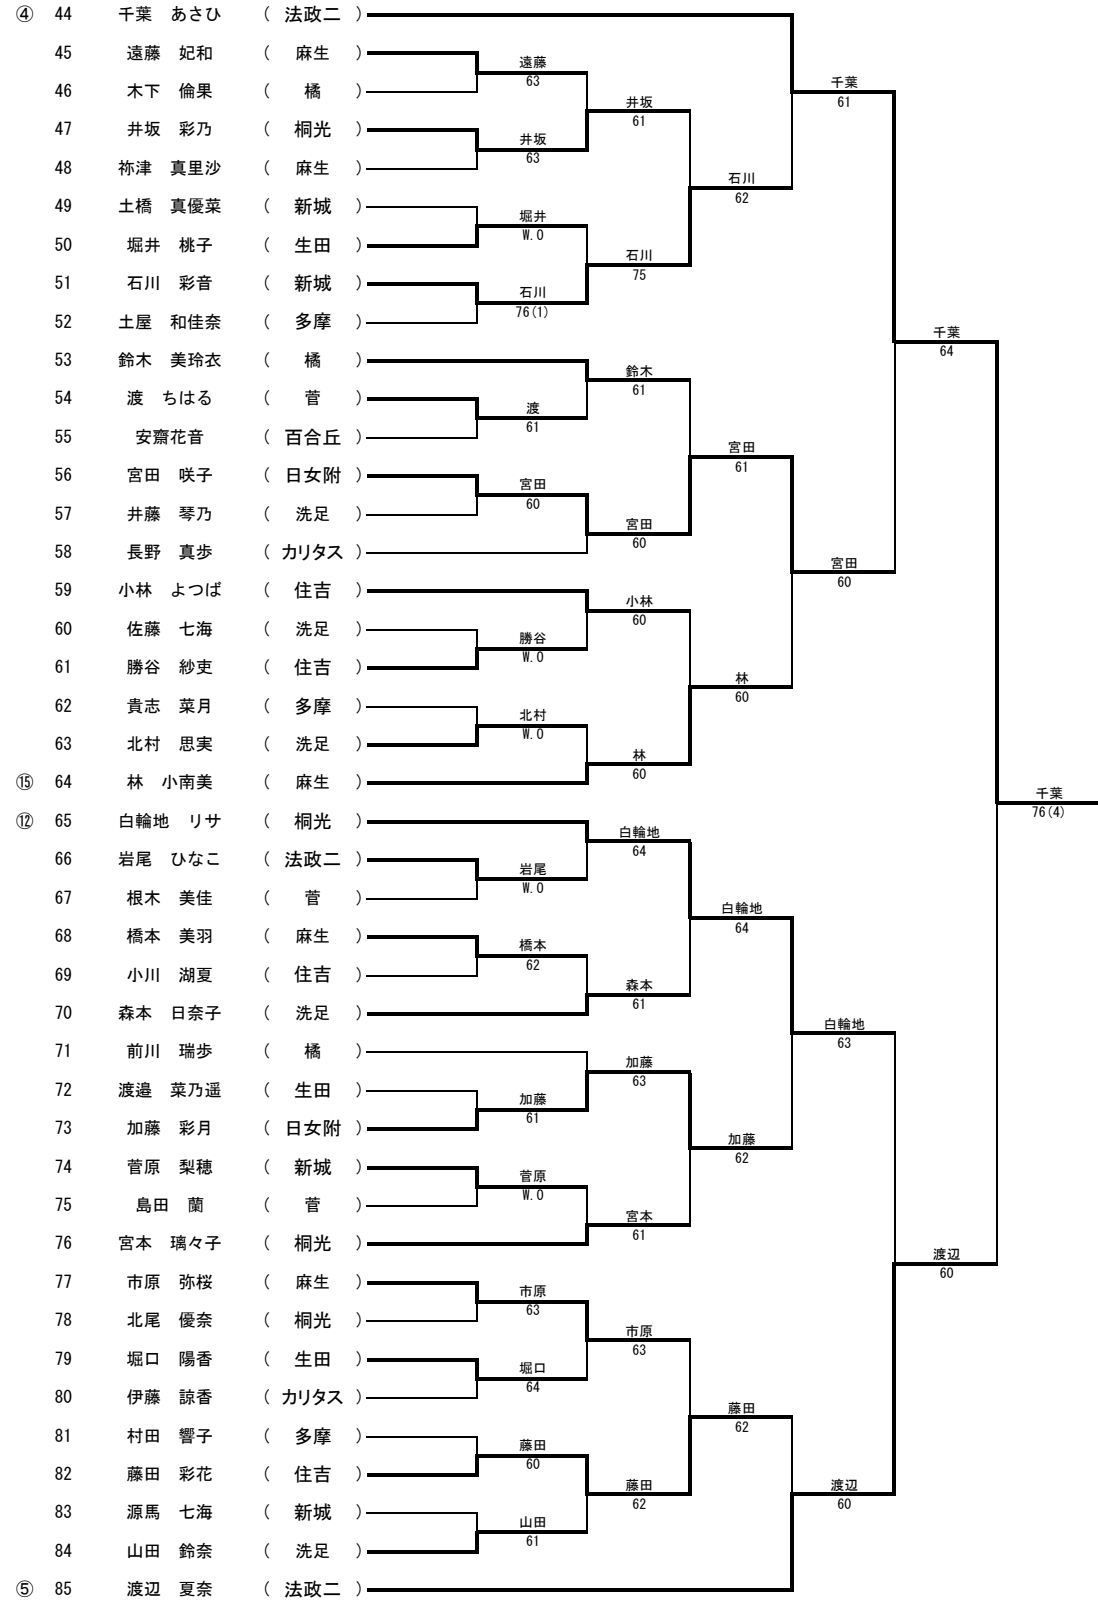 ④ 44 千葉 あさひ ( 法政二 )
45 遠藤 妃和 ( 麻生 )
遠藤
63
千葉
61
46 木下 倫果 ( 橘 )
井坂
61
47 井坂 彩乃 ( 桐光 )
井坂
63
48 祢津 真里沙 ( 麻生 )
石川
62
49 土橋 真優菜 ( 新城 )
堀井
W.0
50 堀井 桃子 ( 生田 )
石川
75
51 石川 彩音 ( 新城 )
石川
76(1)
52 土屋 和佳奈 ( 多摩 )
千葉
64
53 鈴木 美玲衣 ( 橘 )
鈴木
61
54 渡 ちはる ( 菅 )
渡
61
55 安齋花音 ( 百合丘 )
宮田
61
56 宮田 咲子 ( 日女附 )
宮田
60
57 井藤 琴乃 ( 洗足 )
宮田
60
58 長野 真歩 ( カリタス )
宮田
60
59 小林 よつば ( 住吉 )
小林
60
60 佐藤 七海 ( 洗足 )
勝谷
W.0
61 勝谷 紗吏 ( 住吉 )
林
60
62 貴志 菜月 ( 多摩 )
北村
W.0
63 北村 思実 ( 洗足 )
林
60
⑮ 64 林 小南美 ( 麻生 )
千葉
76(4)
⑫ 65 白輪地 リサ ( 桐光 )
白輪地
64
66 岩尾 ひなこ ( 法政二 )
岩尾
W.0
67 根木 美佳 ( 菅 )
白輪地
64
68 橋本 美羽 ( 麻生 )
橋本
62
69 小川 湖夏 ( 住吉 )
森本
61
70 森本 日奈子 ( 洗足 )
白輪地
63
71 前川 瑞歩 ( 橘 )
加藤
63
72 渡邉 菜乃遥 ( 生田 )
加藤
61
73 加藤 彩月 ( 日女附 )
加藤
62
74 菅原 梨穂 ( 新城 )
菅原
W.0
75 島田 蘭 ( 菅 )
宮本
61
76 宮本 璃々子 ( 桐光 )
渡辺
60
77 市原 弥桜 ( 麻生 )
市原
63
78 北尾 優奈 ( 桐光 )
市原
63
79 堀口 陽香 ( 生田 )
堀口
64
80 伊藤 諒香 ( カリタス )
藤田
62
81 村田 響子 ( 多摩 )
藤田
60
82 藤田 彩花 ( 住吉 )
藤田
62
渡辺
60
83 源馬 七海 ( 新城 )
山田
61
84 山田 鈴奈 ( 洗足 )
⑤ 85 渡辺 夏奈 ( 法政二 )